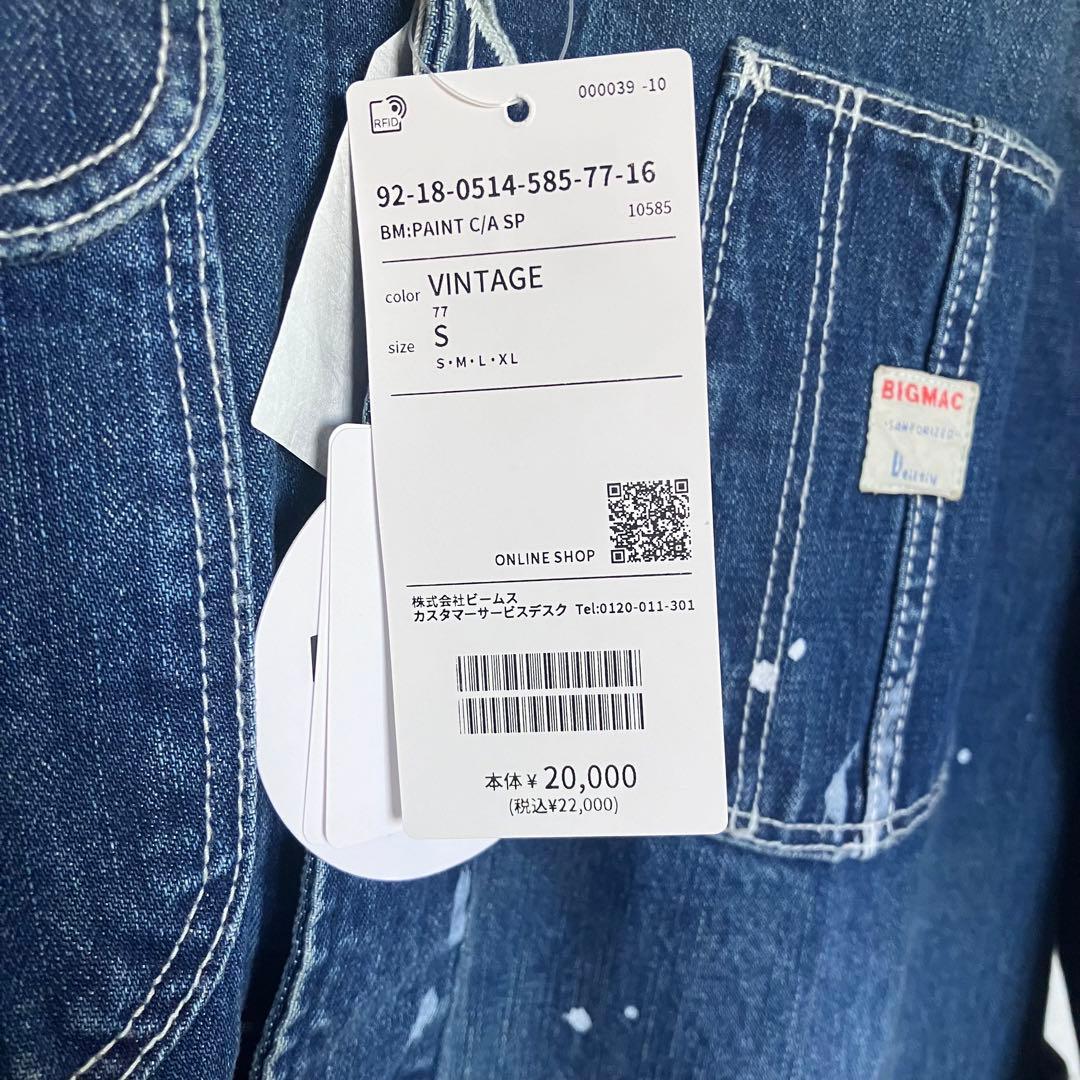 RFID
000039 -10
92-18-0514-585-77-16
BM:PAINT C/A SP 10585
color VINTAGE
77
size S
S・M・L・XL
ONLINE SHOP
株式会社ビームス
カスタマーサービスデスク Tel:0120-011-301
本体¥ 20,000
(税込¥22,000)
BIGMAC
SANFORIZED